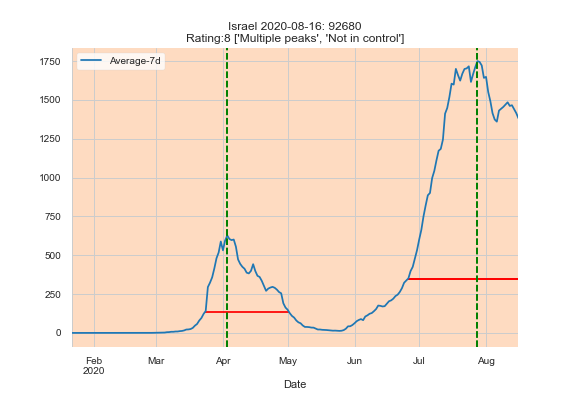 Israel 2020-08-16: 92680
Rating:8 ['Multiple peaks', 'Not in control']
Average-7d
1750
1500
1250
1000
750
500
250
0
Feb Mar Apr May Jun Jul Aug
2020
Date